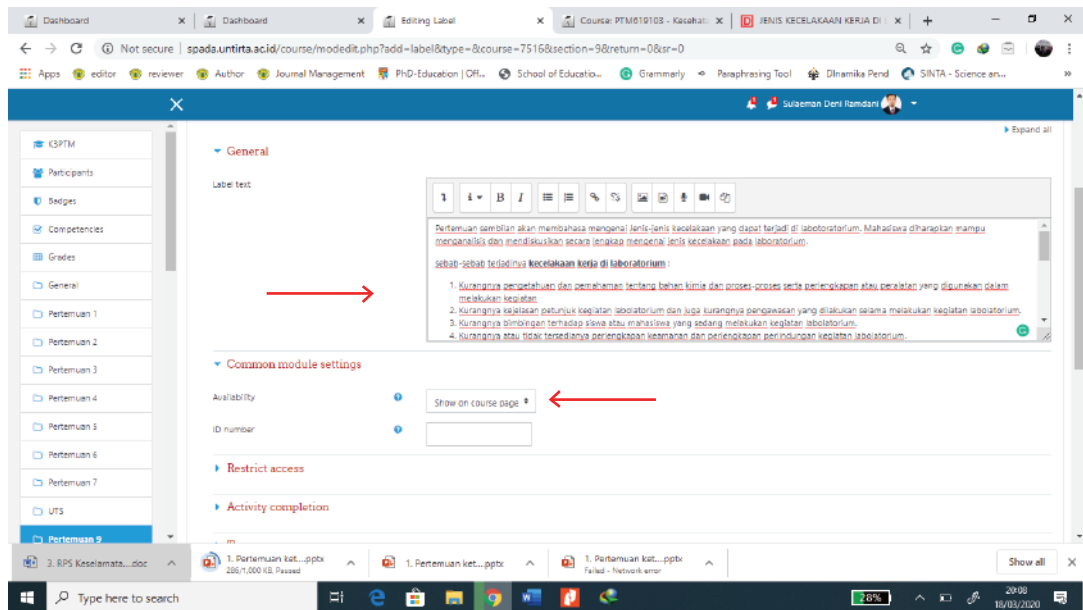 Dashboard
Dashboard
Editing Label
Course: PTM619103 - Kesehat
JENIS KECELAKAAN KERJA DI
Not secure | spada.untirta.ac.id/course/modedit.php?add=label&type=&course=7516&section=9&return=0&sr=0
Apps editor reviewer Author Journal Management PhD-Education | Off... School of Educatio... Grammarly Paraphrasing Tool DInamika Pend SINTA - Science an... »
Sulaeman Deni Ramdani
Expand all
K3PTM
Participants
Badges
Competencies
Grades
General
Pertemuan 1
Pertemuan 2
Pertemuan 3
Pertemuan 4
Pertemuan 5
Pertemuan 6
Pertemuan 7
UTS
Pertemuan 9
General
Label text
B I
Pertemuan sembilan akan membahasa mengenai Jenis-jenis kecelakaan yang dapat terjadi di labotoratorium. Mahasiswa diharapkan mampu
menganalisis dan mendiskusikan secara lengkap mengenai jenis kecelakaan pada laboratorium.
sebab-sebab terjadinya kecelakaan kerja di laboratorium :
1. Kurangnya pengetahuan dan pemahaman tentang bahan kimia dan proses-proses serta perlengkapan atau peralatan yang digunakan dalam
melakukan kegiatan
2. Kurangnya kejelasan petunjuk kegiatan labolatorium dan juga kurangnya pengawasan yang dilakukan selama melakukan kegiatan labolatorium.
3. Kurangnya bimbingan terhadap siswa atau mahasiswa yang sedang melakukan kegiatan labolatorium.
4. Kurangnya atau tidak tersedianya perlengkapan keamanan dan perlengkapan perlindungan kegiatan labolatorium.
Common module settings
Availability
Show on course page
ID number
Restrict access
Activity completion
3. RPS Keselamata....doc
1. Pertemuan ket....pptx
286/1,000 KB, Paused
1. Pertemuan ket....pptx
1. Pertemuan ket....pptx
Failed - Network error
Show all
Type here to search
28%
20:08
18/03/2020